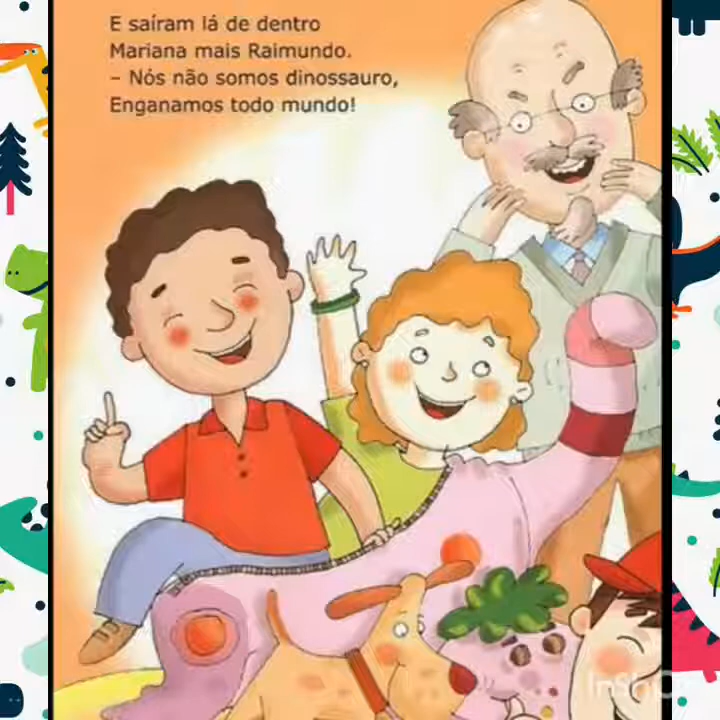 E saíram lá de dentro
Mariana mais Raimundo.
– Nós não somos dinossauro,
Enganamos todo mundo!